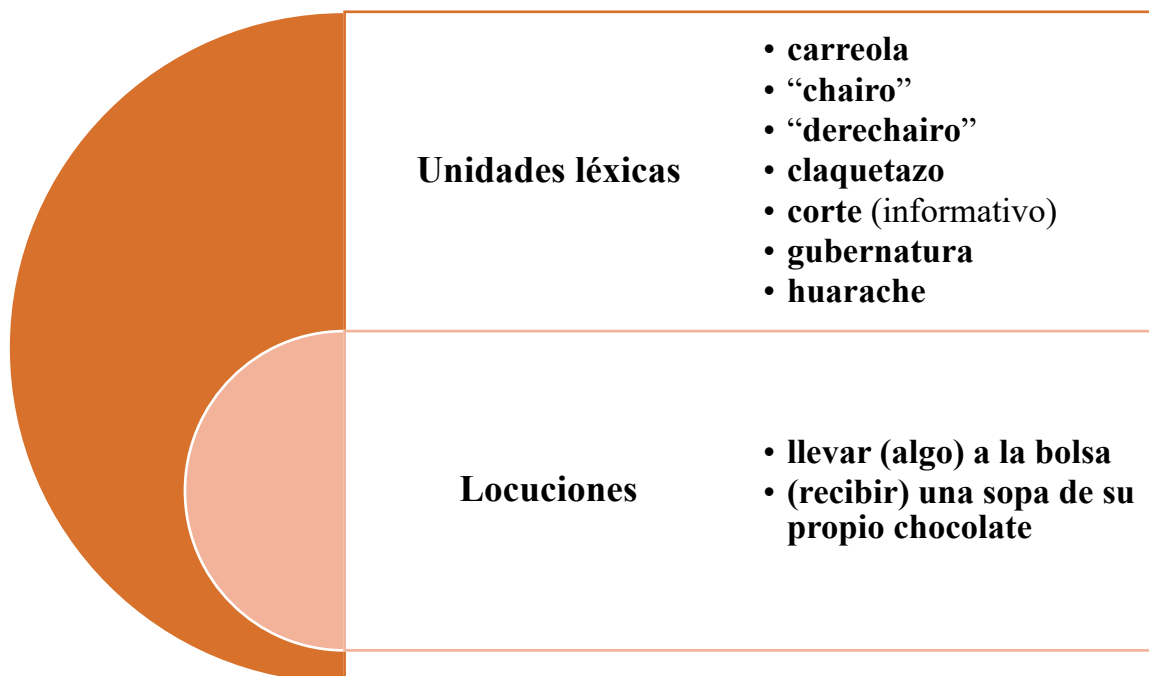 Unidades léxicas
• carreola
• “chairo”
• “derechairo”
• claquetazo
• corte (informativo)
• gubernatura
• huarache
Locuciones
• llevar (algo) a la bolsa
• (recibir) una sopa de su
propio chocolate